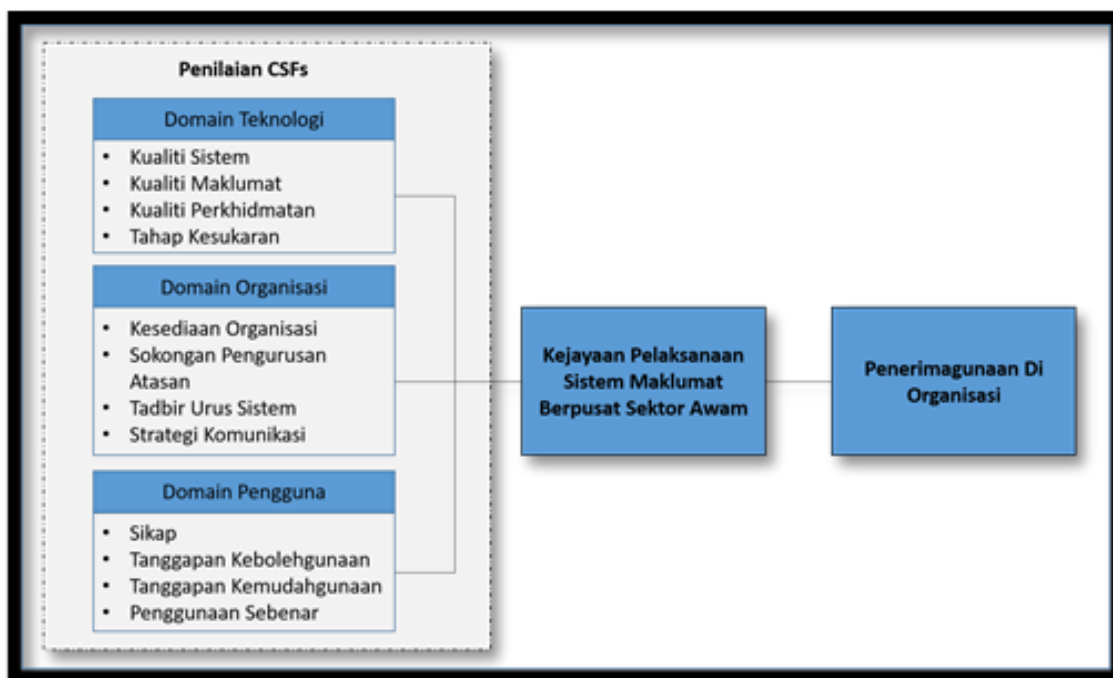 Penilaian CSFs
Domain Teknologi
• Kualiti Sistem
• Kualiti Maklumat
• Kualiti Perkhidmatan
• Tahap Kesukaran
Domain Organisasi
• Kesediaan Organisasi
• Sokongan Pengurusan
Atasan
• Tadbir Urus Sistem
• Strategi Komunikasi
Domain Pengguna
• Sikap
• Tanggapan Kebolehgunaan
• Tanggapan Kemudahgunaan
• Penggunaan Sebenar
Kejayaan Pelaksanaan
Sistem Maklumat
Berpusat Sektor Awam
Penerimagunaan Di
Organisasi